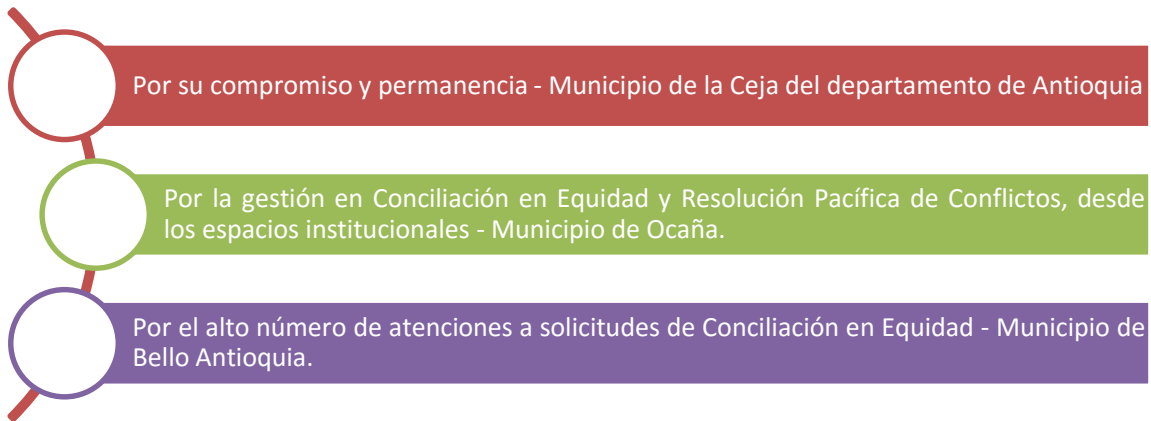 Por su compromiso y permanencia - Municipio de la Ceja del departamento de Antioquia
Por la gestión en Conciliación en Equidad y Resolución Pacífica de Conflictos, desde
los espacios institucionales - Municipio de Ocaña.
Por el alto número de atenciones a solicitudes de Conciliación en Equidad - Municipio de
Bello Antioquia.